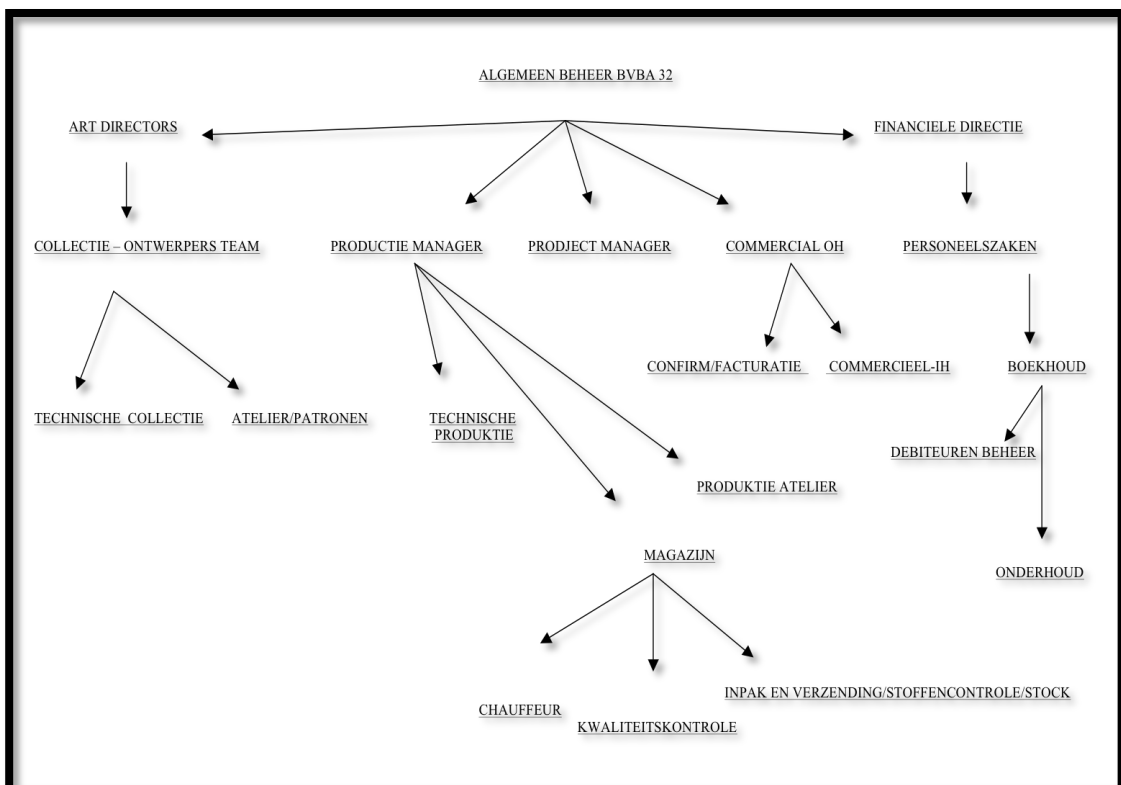 ALGEMEEN BEHEER BVBA 32
ART DIRECTORS
FINANCIELE DIRECTIE
COLLECTIE – ONTWERPERS TEAM
PRODUCTIE MANAGER
PRODJECT MANAGER
COMMERCIAL OH
PERSONEELSZAKEN
CONFIRM/FACTURATIE
COMMERCIEEL-IH
BOEKHOUD
TECHNISCHE COLLECTIE
ATELIER/PATRONEN
TECHNISCHE
PRODUKTIE
DEBITEUREN BEHEER
PRODUKTIE ATELIER
MAGAZIJN
ONDERHOUD
CHAUFFEUR
KWALITEITSKONTROLE
INPAK EN VERZENDING/STOFFENCONTROLE/STOCK